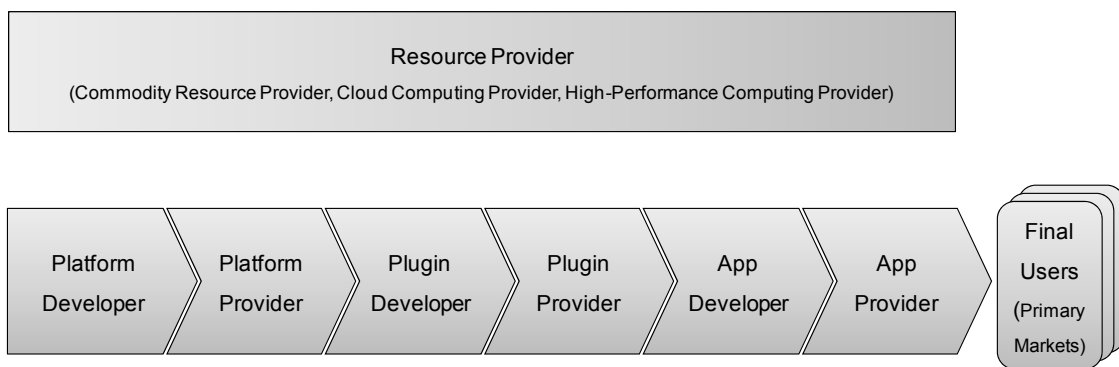 Resource Provider
(Commodity Resource Provider, Cloud Computing Provider, High-Performance Computing Provider)
Platform
Developer
Platform
Provider
Plugin
Developer
Plugin
Provider
App
Developer
App
Provider
Final
Users
(Primary
Markets)